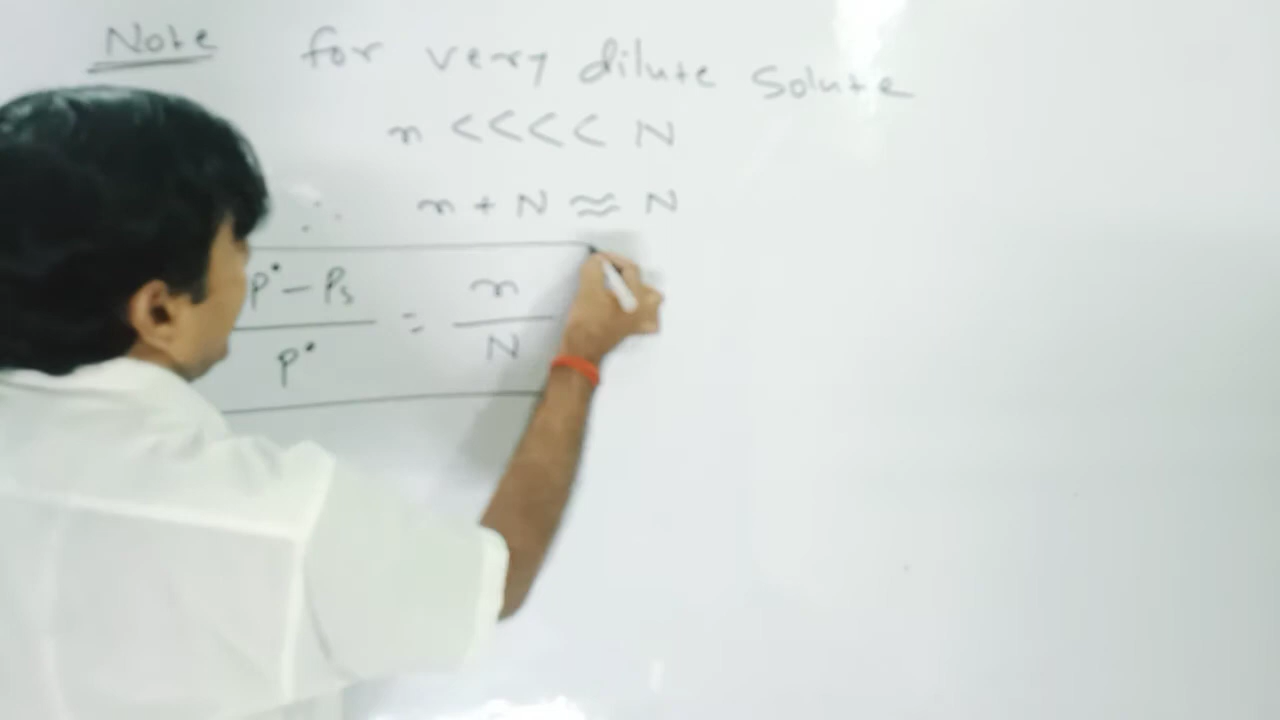 Note for very dilute Solute
n <<<< N
∴ n + N ≈ N
P° - Ps / P° = n / N